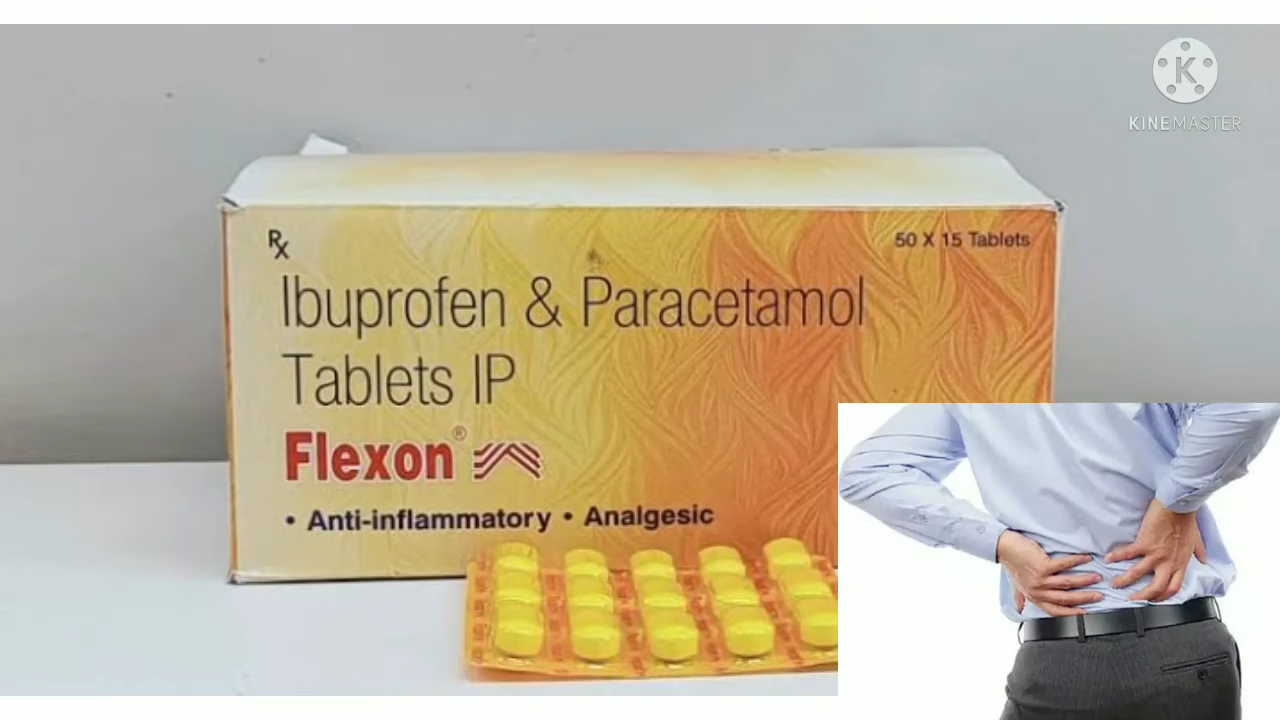 KINEMASTER
Rx
50 X 15 Tablets
Ibuprofen & Paracetamol
Tablets IP
Flexon®
• Anti-inflammatory • Analgesic